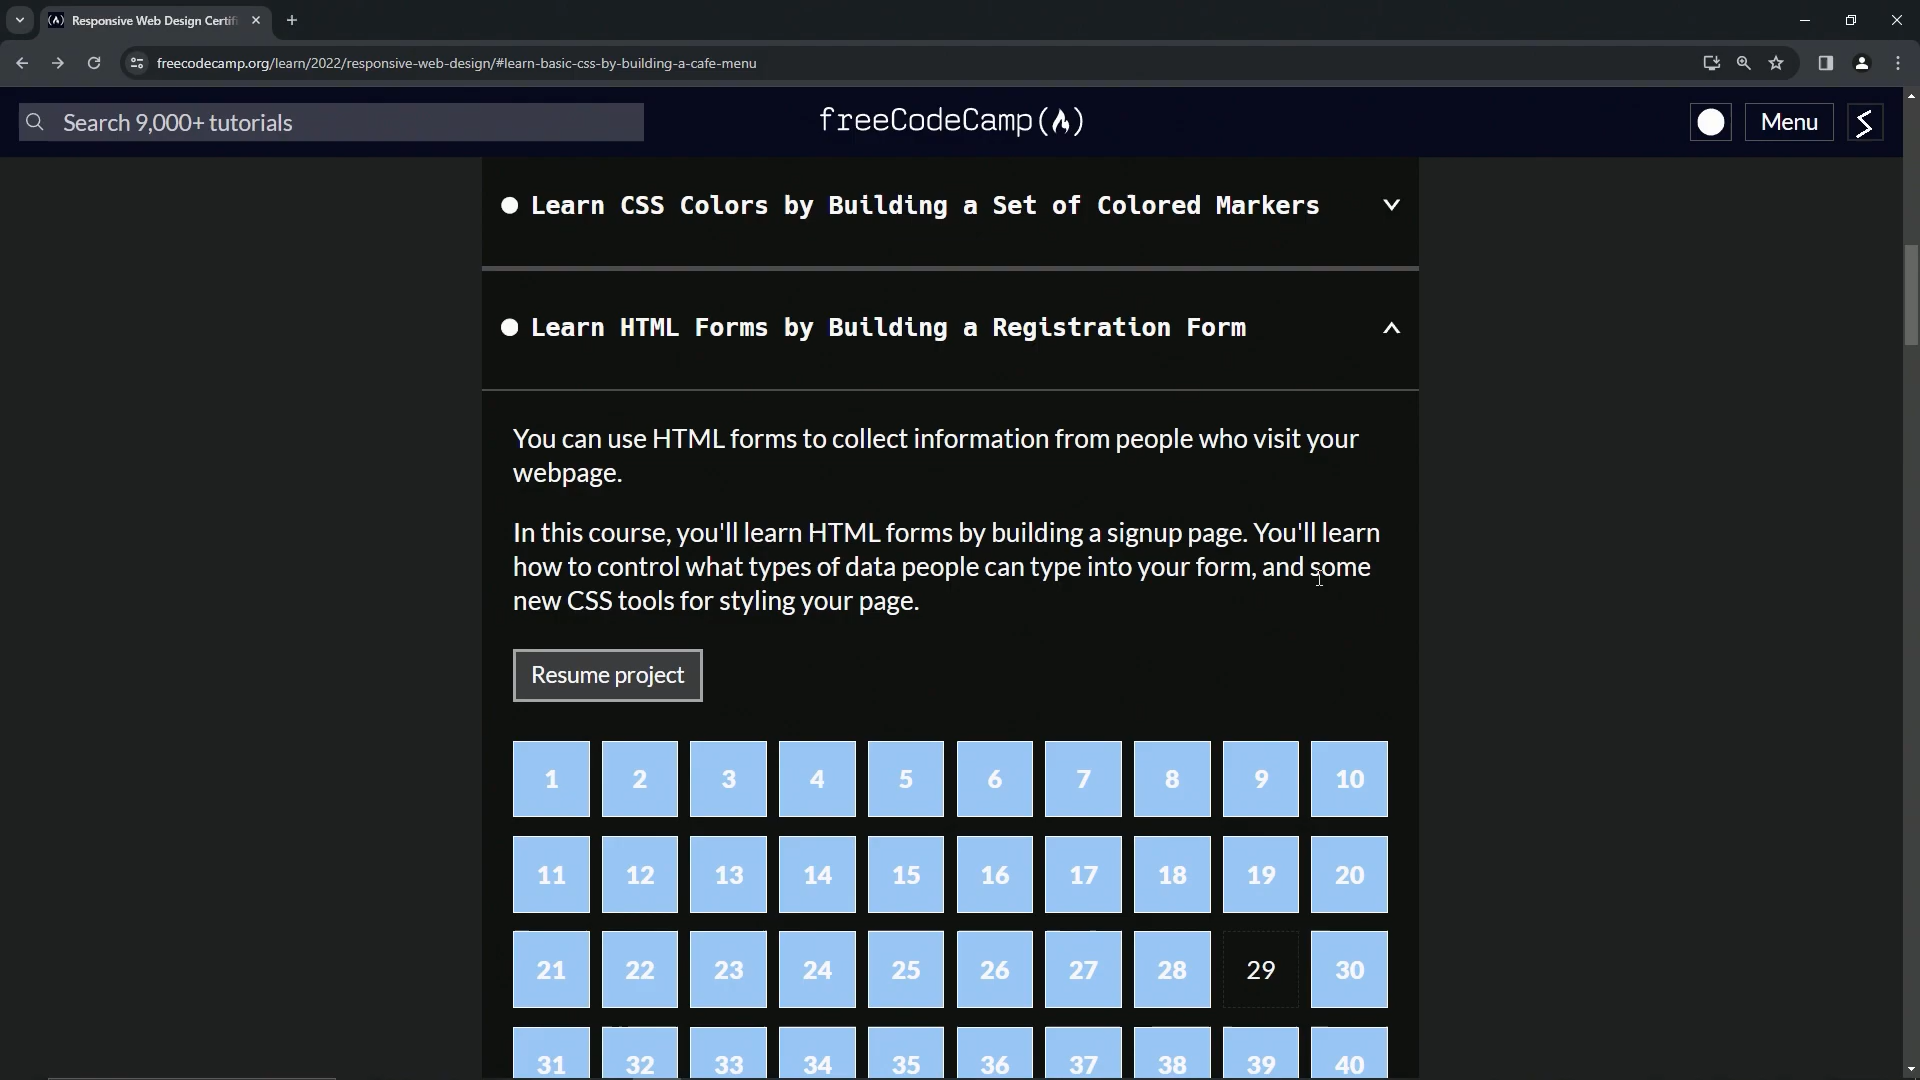 Responsive Web Design Certifi
freecodecamp.org/learn/2022/responsive-web-design/#learn-basic-css-by-building-a-cafe-menu
Search 9,000+ tutorials
freeCodeCamp(🔥)
Menu
Learn CSS Colors by Building a Set of Colored Markers
Learn HTML Forms by Building a Registration Form
You can use HTML forms to collect information from people who visit your
webpage.
In this course, you'll learn HTML forms by building a signup page. You'll learn
how to control what types of data people can type into your form, and some
new CSS tools for styling your page.
Resume project
1 2 3 4 5 6 7 8 9 10
11 12 13 14 15 16 17 18 19 20
21 22 23 24 25 26 27 28 29 30
31 32 33 34 35 36 37 38 39 40